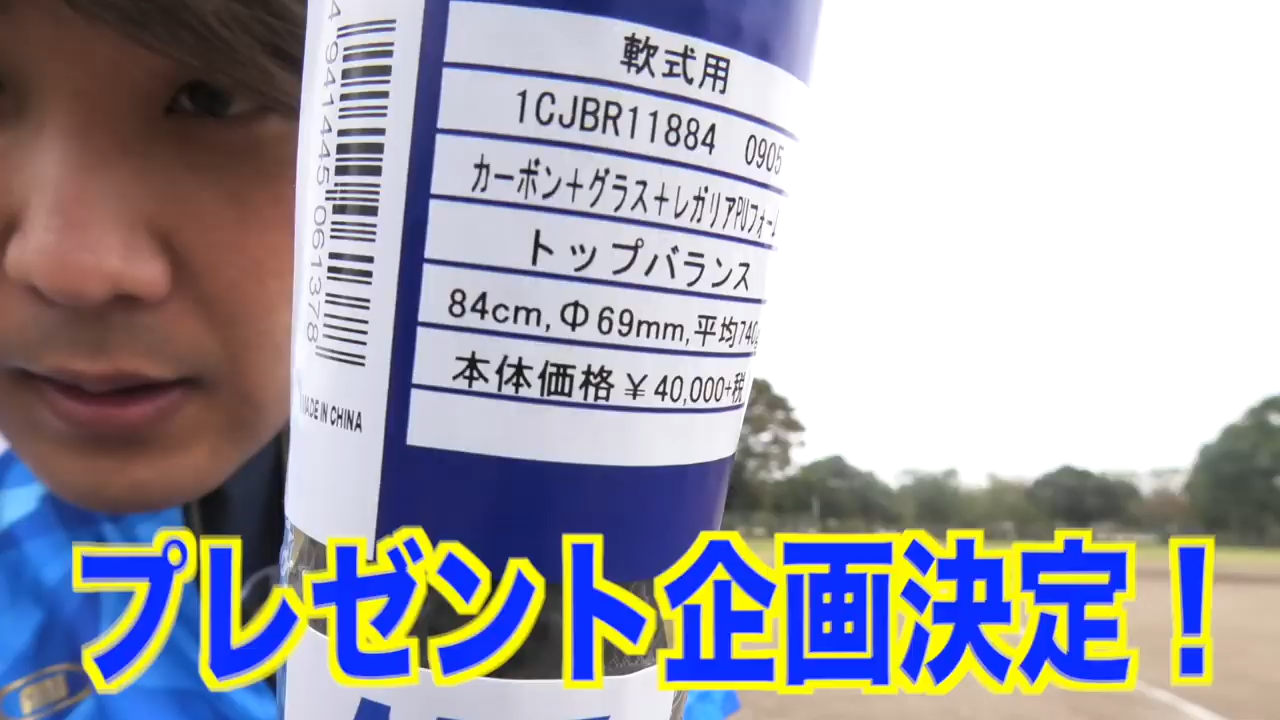 軟式用
1CJBR11884 0905
カーボン+グラス+レガリアPUフォーム
トップバランス
84cm,Φ69mm,平均740g
本体価格￥40,000+税
4941445 061378
MADE IN CHINA
プレゼント企画決定！